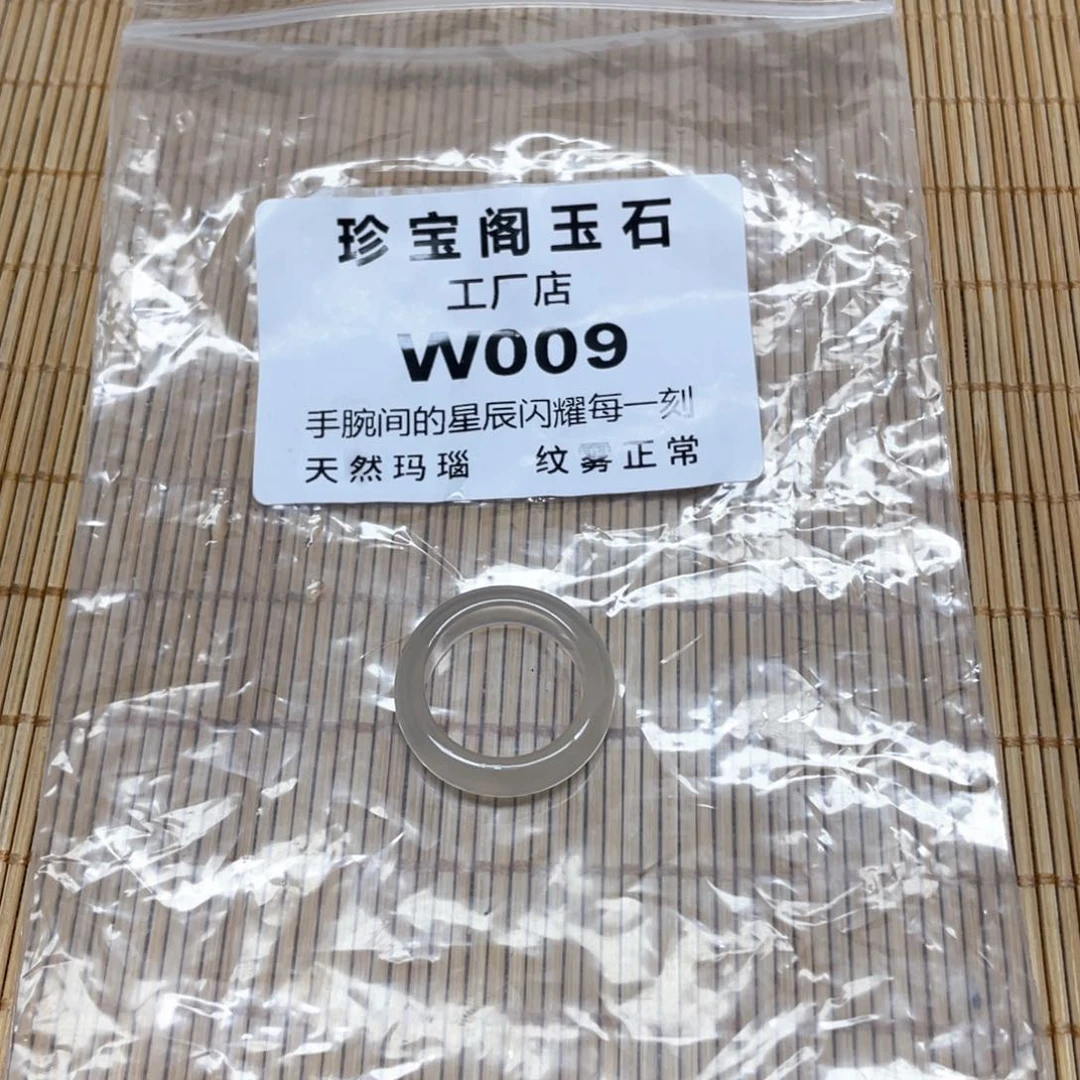 珍宝阁玉石
工厂店
W009
手腕间的星辰闪耀每一刻
天然玛瑙 纹雾正常